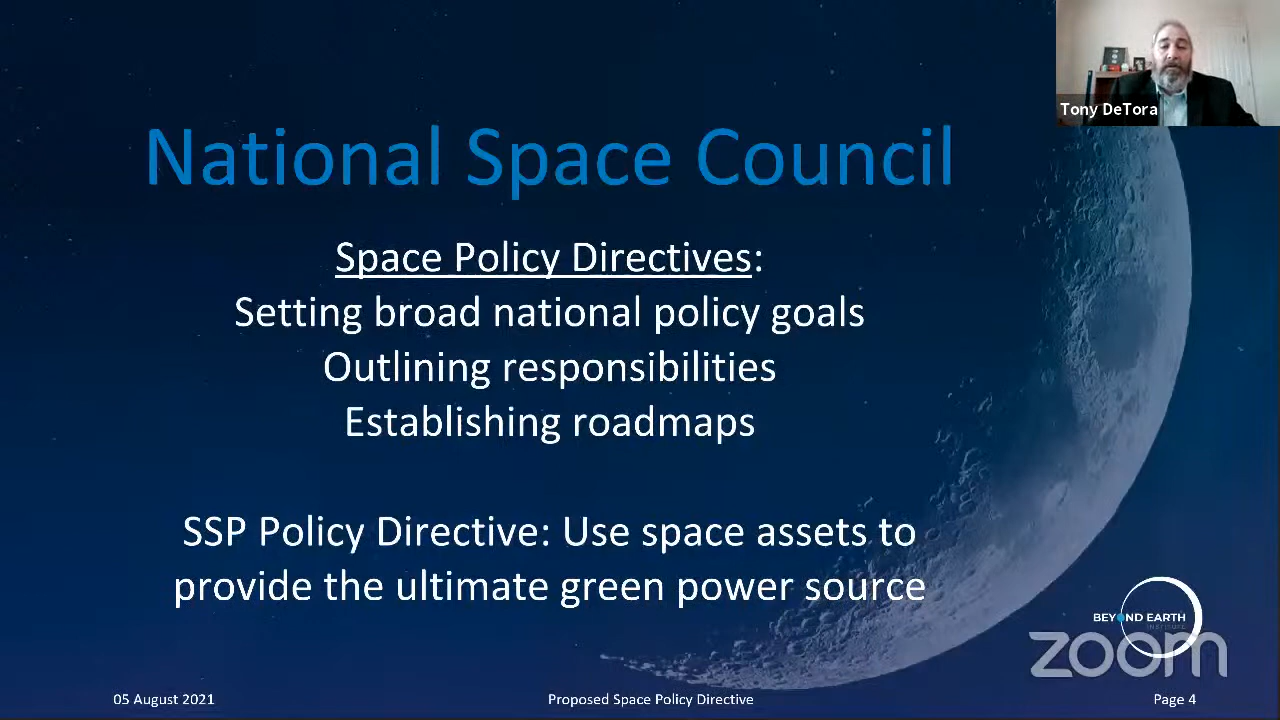 Tony DeTora
National Space Council
Space Policy Directives:
Setting broad national policy goals
Outlining responsibilities
Establishing roadmaps
SSP Policy Directive: Use space assets to
provide the ultimate green power source
BEYOND EARTH
INSTITUTE
zoom
05 August 2021
Proposed Space Policy Directive
Page 4